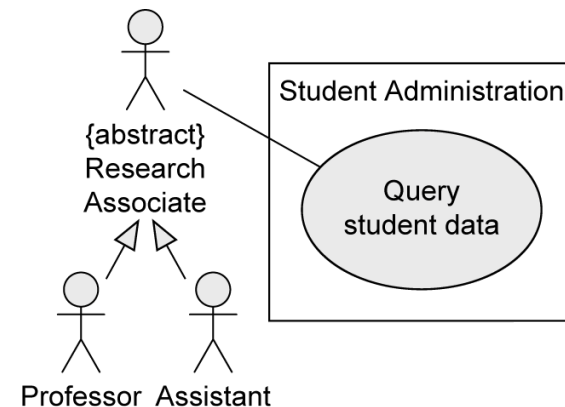 Student Administration
{abstract}
Research
Associate
Query
student data
Professor
Assistant